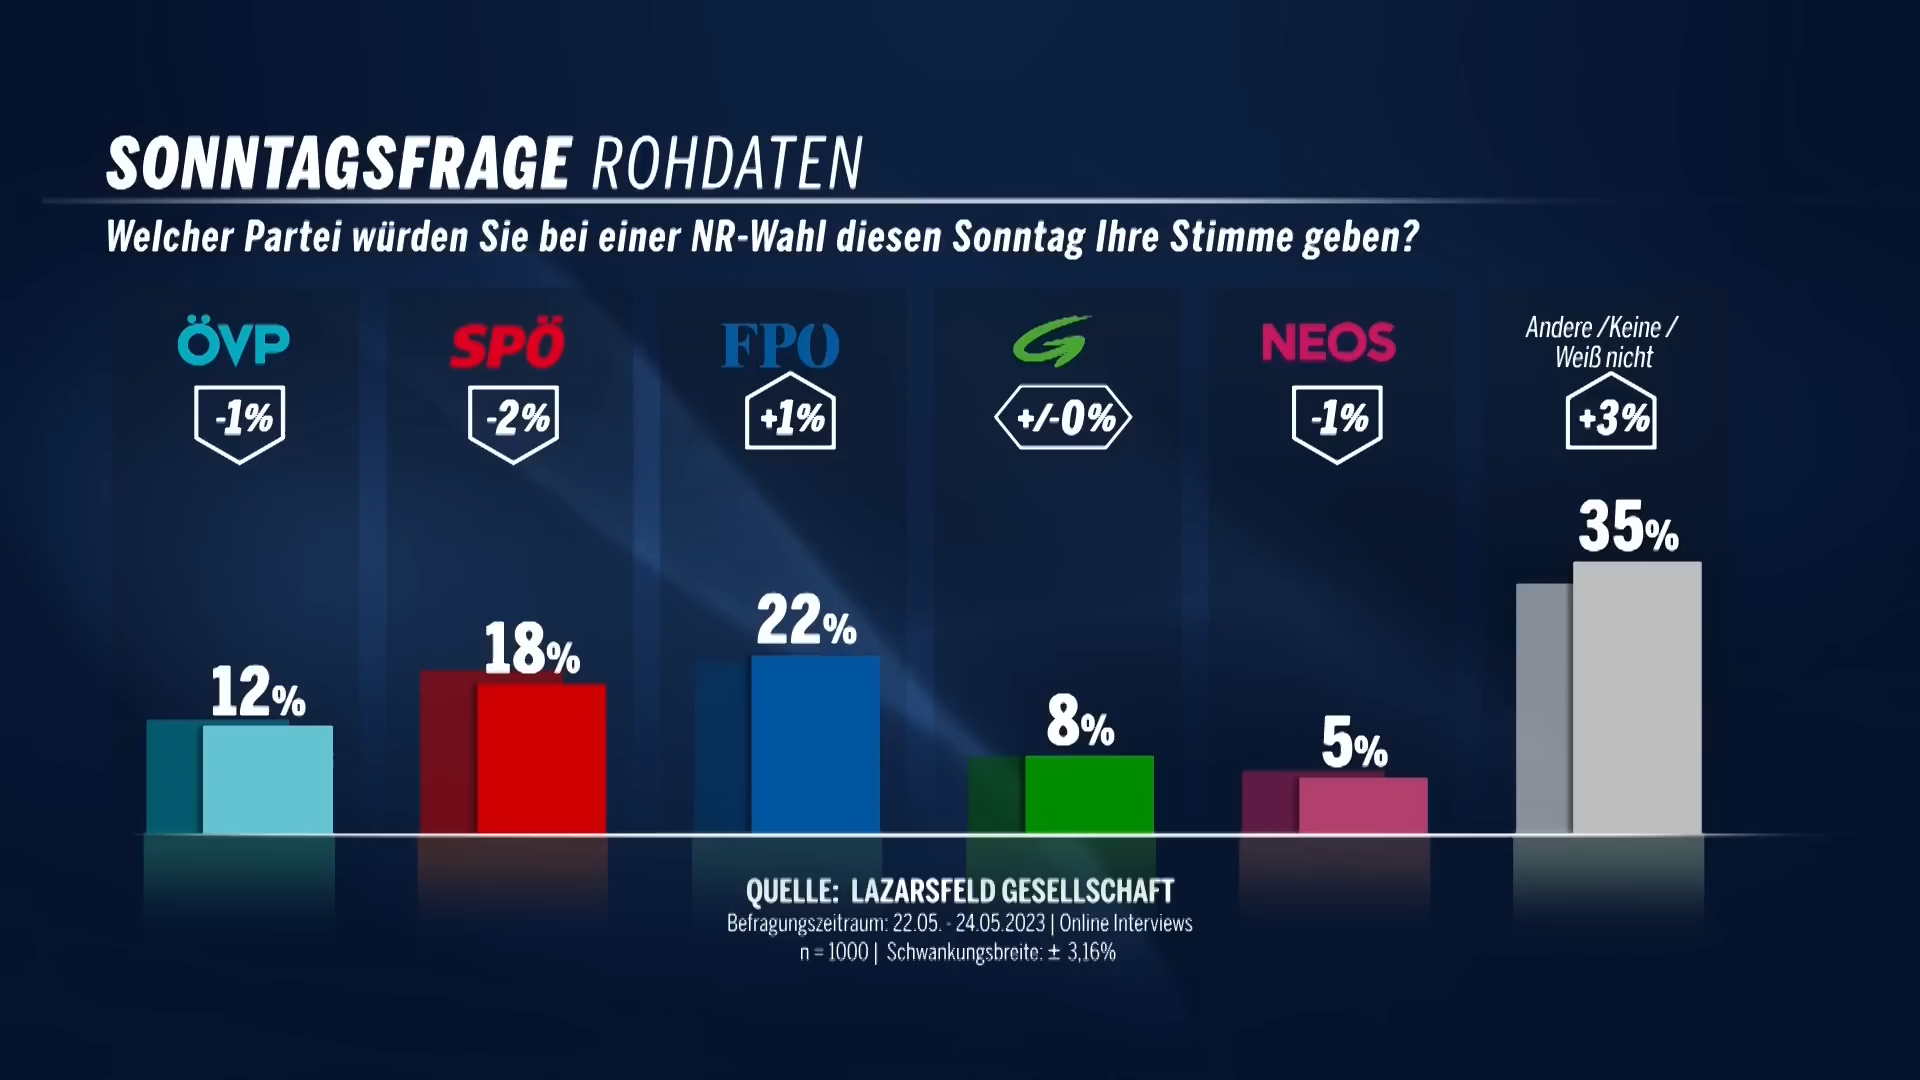 SONNTAGSFRAGE ROHDATEN
Welcher Partei würden Sie bei einer NR-Wahl diesen Sonntag Ihre Stimme geben?
ÖVP
-1%
12%
SPÖ
-2%
18%
FPÖ
+1%
22%
G
+/-0%
8%
NEOS
-1%
5%
Andere /Keine /
Weiß nicht
+3%
35%
QUELLE: LAZARSFELD GESELLSCHAFT
Befragungszeitraum: 22.05. - 24.05.2023 | Online Interviews
n = 1000 | Schwankungsbreite: ± 3,16%